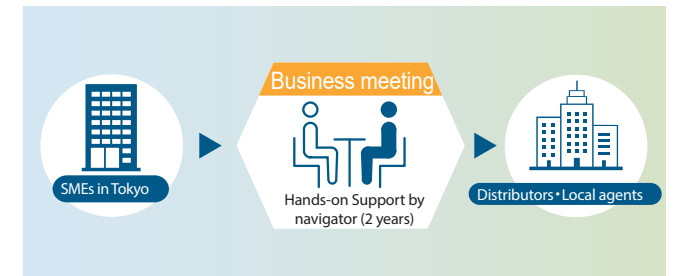 Business meeting
SMEs in Tokyo
Hands-on Support by
navigator (2 years)
Distributors・Local agents